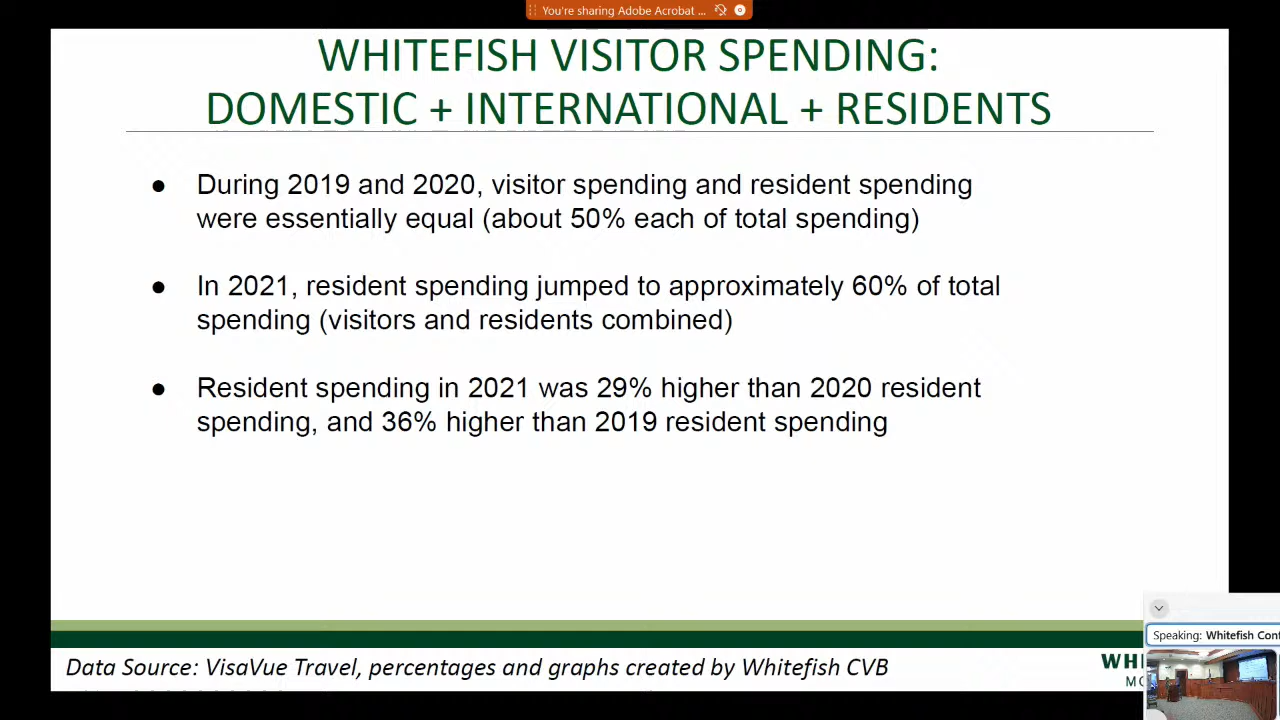 You're sharing Adobe Acrobat ...
WHITEFISH VISITOR SPENDING:
DOMESTIC + INTERNATIONAL + RESIDENTS
● During 2019 and 2020, visitor spending and resident spending
were essentially equal (about 50% each of total spending)
● In 2021, resident spending jumped to approximately 60% of total
spending (visitors and residents combined)
● Resident spending in 2021 was 29% higher than 2020 resident
spending, and 36% higher than 2019 resident spending
Speaking: Whitefish Conf
Data Source: VisaVue Travel, percentages and graphs created by Whitefish CVB
WHI
MO